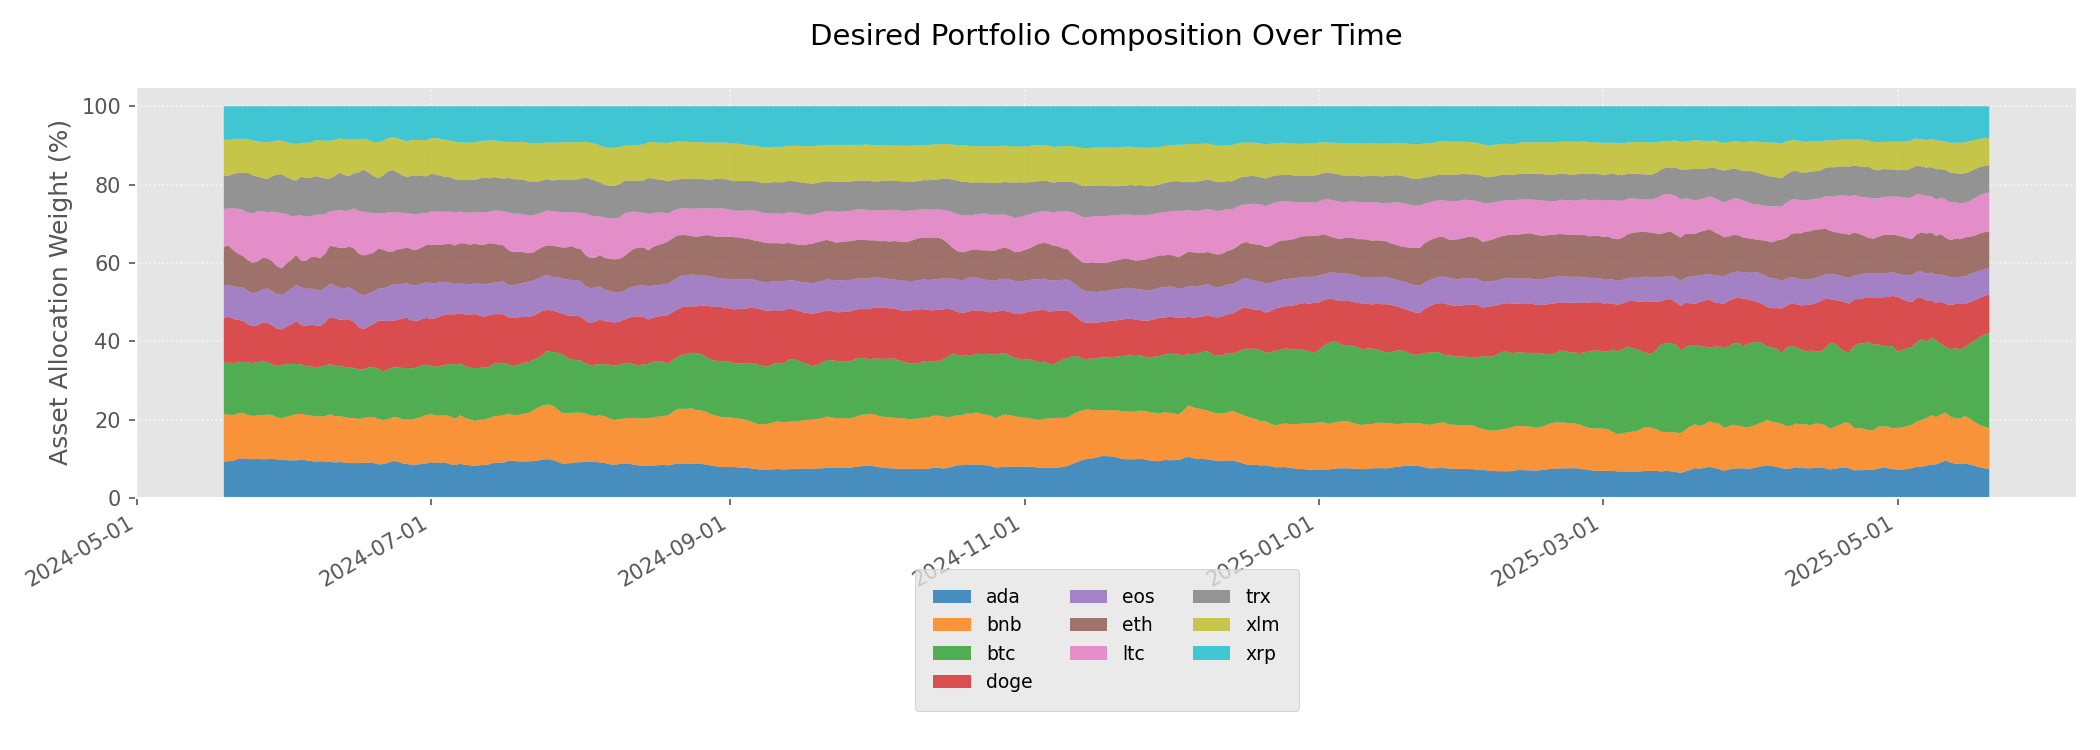 Desired Portfolio Composition Over Time
Asset Allocation Weight (%)
100
80
60
40
20
0
2024-05-01
2024-07-01
2024-09-01
2024-11-01
2025-01-01
2025-03-01
2025-05-01
ada
bnb
btc
doge
eos
eth
ltc
trx
xlm
xrp